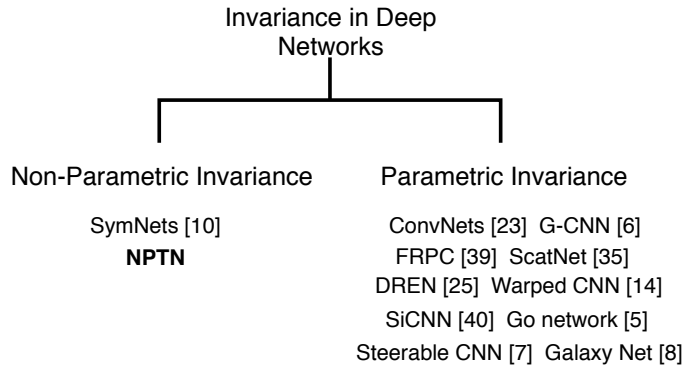 Invariance in Deep
Networks
Non-Parametric Invariance
SymNets [10]
NPTN
Parametric Invariance
ConvNets [23] G-CNN [6]
FRPC [39] ScatNet [35]
DREN [25] Warped CNN [14]
SiCNN [40] Go network [5]
Steerable CNN [7] Galaxy Net [8]